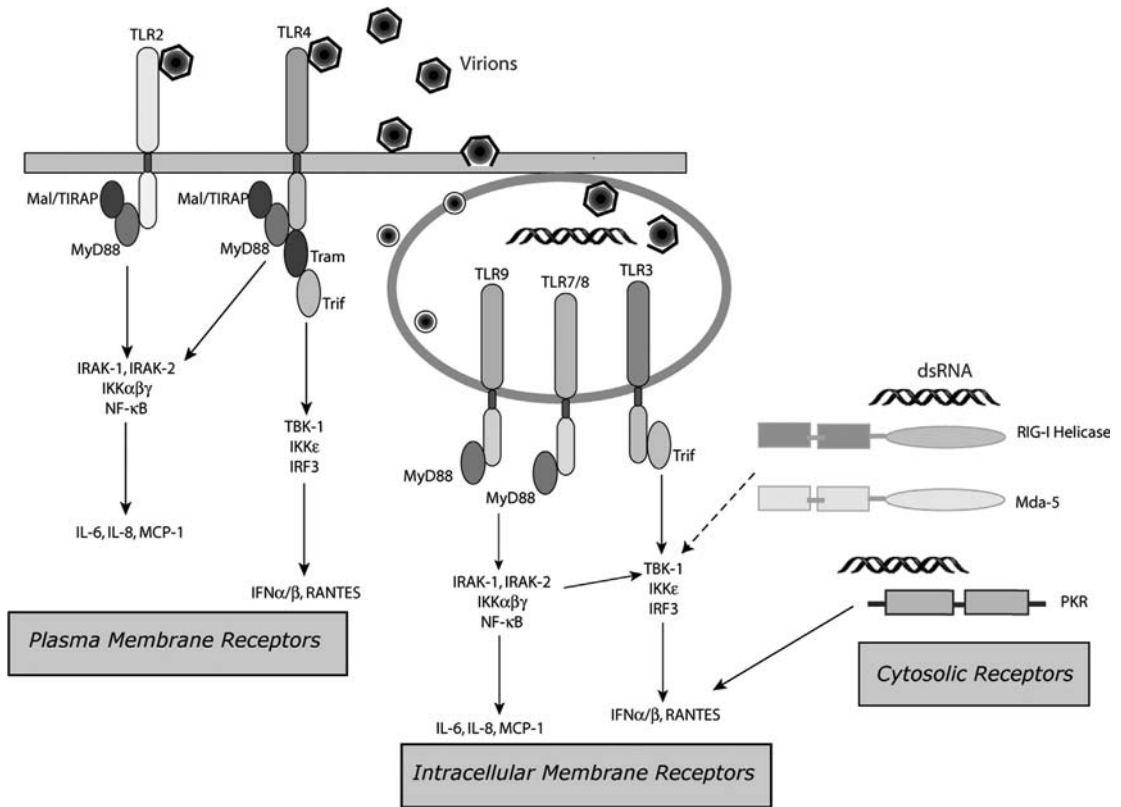 TLR2
TLR4
Virions
Mal/TIRAP
MyD88
Mal/TIRAP
MyD88
Tram
Trif
IRAK-1, IRAK-2
IKKαβγ
NF-κB
TBK-1
IKKε
IRF3
IL-6, IL-8, MCP-1
IFNα/β, RANTES
Plasma Membrane Receptors
TLR9
TLR7/8
TLR3
MyD88
MyD88
Trif
IRAK-1, IRAK-2
IKKαβγ
NF-κB
TBK-1
IKKε
IRF3
IL-6, IL-8, MCP-1
IFNα/β, RANTES
Intracellular Membrane Receptors
dsRNA
RIG-I Helicase
Mda-5
PKR
Cytosolic Receptors